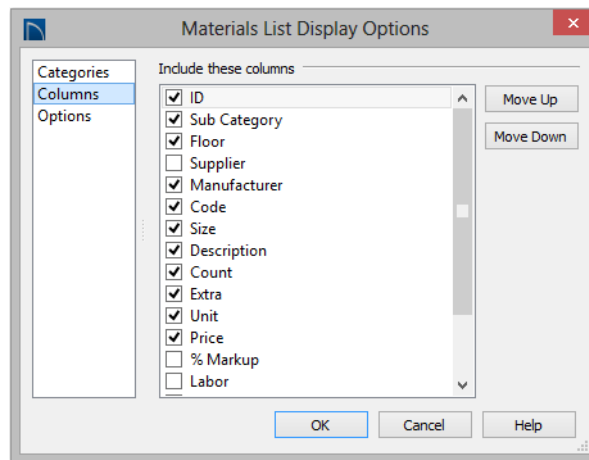 Materials List Display Options
Categories
Columns
Options
Include these columns
ID
Sub Category
Floor
Supplier
Manufacturer
Code
Size
Description
Count
Extra
Unit
Price
% Markup
Labor
Move Up
Move Down
OK
Cancel
Help